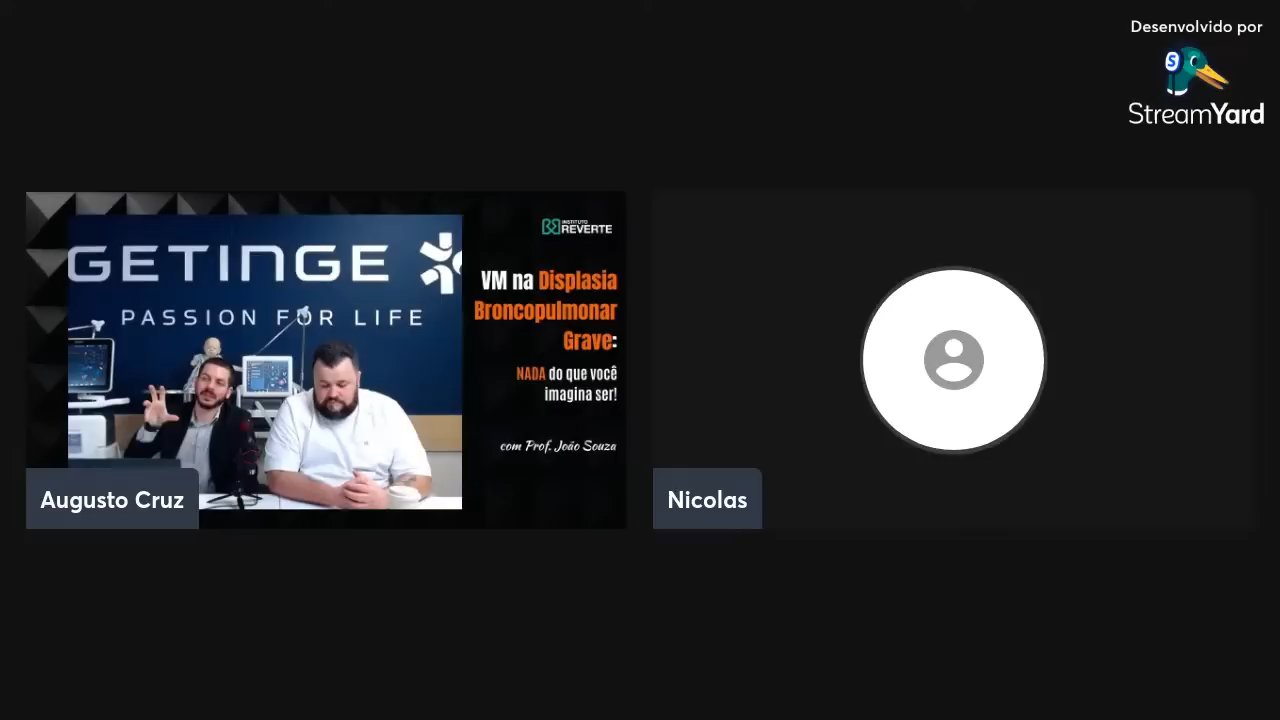 Desenvolvido por
StreamYard
INSTITUTO
REVERTE
GETINGE
PASSION FOR LIFE
VM na Displasia
Broncopulmonar
Grave:
NADA do que você
imagina ser!
com Prof. João Souza
Augusto Cruz
Nicolas